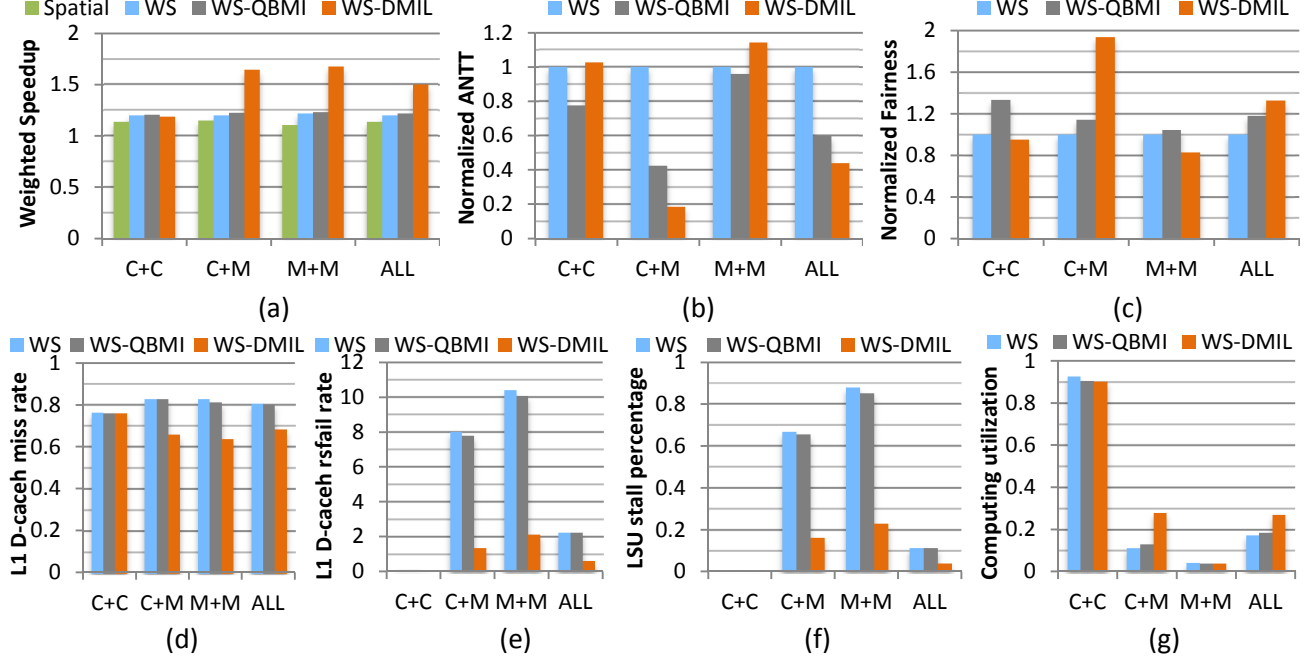 Spatial WS WS-QBMI WS-DMIL
Weighted Speedup
2
1.5
1
0.5
0
C+C C+M M+M ALL
(a)
WS WS-QBMI WS-DMIL
Normalized ANTT
1.2
1
0.8
0.6
0.4
0.2
0
C+C C+M M+M ALL
(b)
WS WS-QBMI WS-DMIL
Normalized Fairness
2
1.6
1.2
0.8
0.4
0
C+C C+M M+M ALL
(c)
WS WS-QBMI WS-DMIL
L1 D-caceh miss rate
1
0.8
0.6
0.4
0.2
0
C+C C+M M+M ALL
(d)
WS WS-QBMI WS-DMIL
L1 D-caceh rsfail rate
12
10
8
6
4
2
0
C+C C+M M+M ALL
(e)
WS WS-QBMI WS-DMIL
LSU stall percentage
1
0.8
0.6
0.4
0.2
0
C+C C+M M+M ALL
(f)
WS WS-QBMI WS-DMIL
Computing utilization
1
0.8
0.6
0.4
0.2
0
C+C C+M M+M ALL
(g)